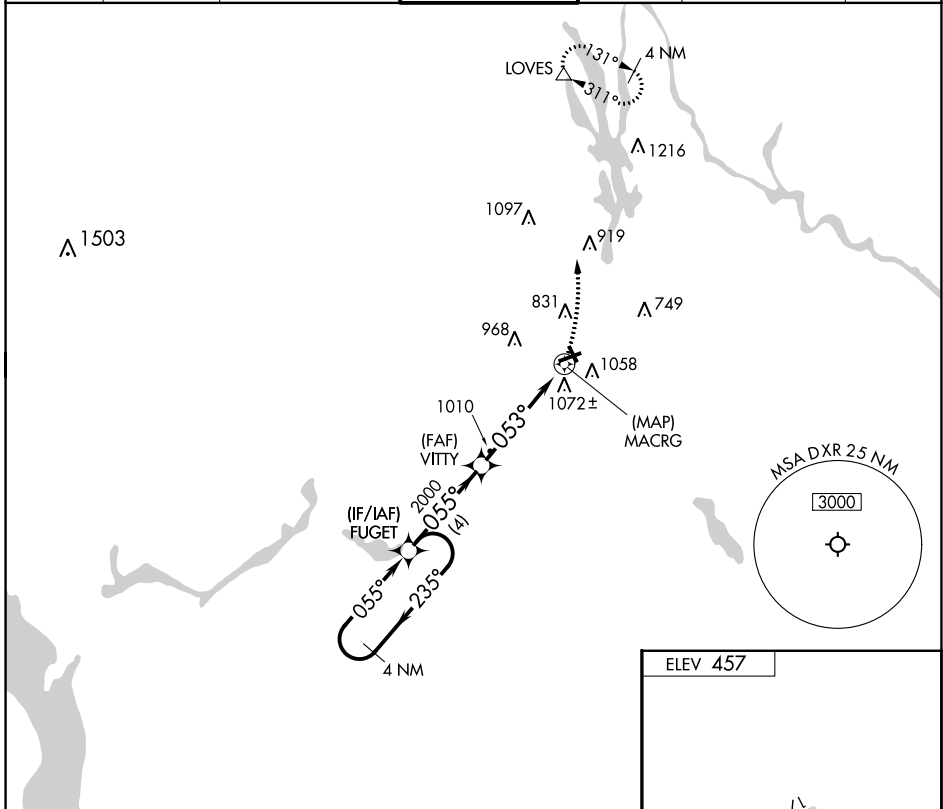 131°
4 NM
LOVES
311°
1216
1097
1503
919
831
749
968
1058
1072±
1010
053°
(MAP)
MACRG
(FAF)
VITTY
MSA DXR 25 NM
2000
055°
(4)
3000
(IF/IAF)
FUGET
055°
235°
4 NM
ELEV 457